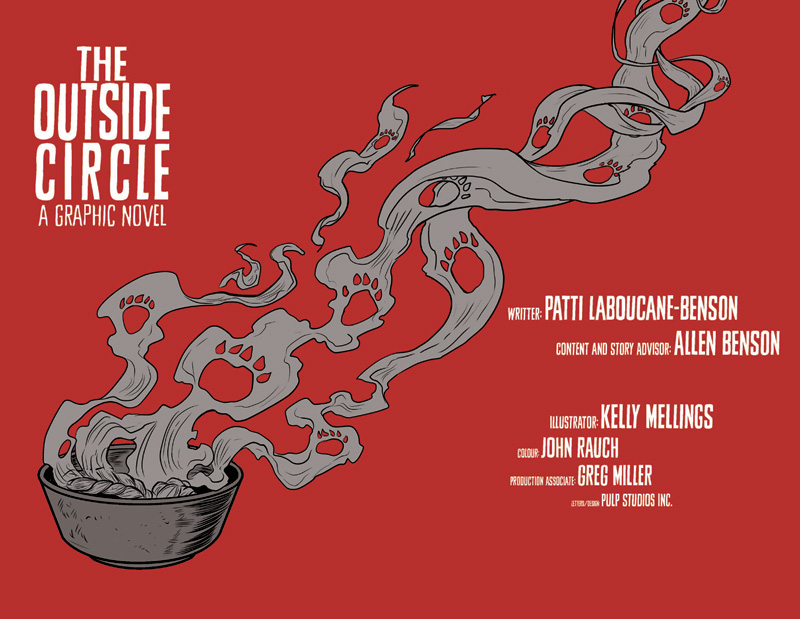 THE
OUTSIDE
CIRCLE
A GRAPHIC NOVEL
WRITTER: PATTI LABOUCANE-BENSON
CONTENT AND STORY ADVISOR: ALLEN BENSON
ILLUSTRATOR: KELLY MELLINGS
COLOUR: JOHN RAUCH
PRODUCTION ASSOCIATE: GREG MILLER
LETTERS/DESIGN: PULP STUDIOS INC.